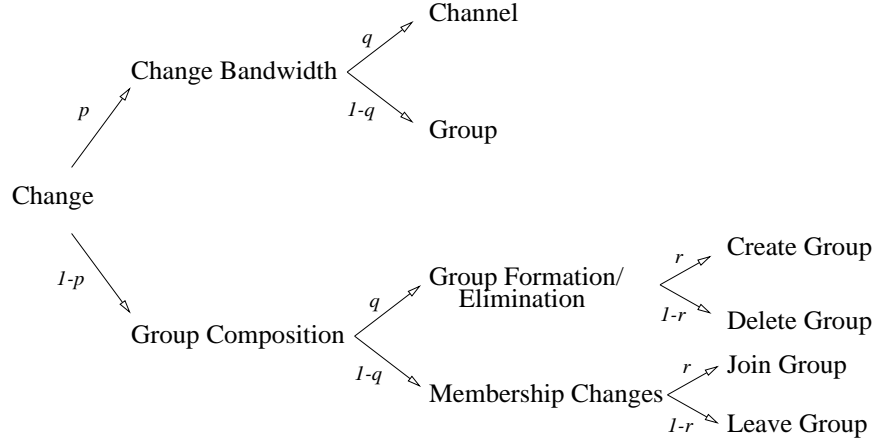 Channel
q
Change Bandwidth
1-q
p
Group
Change
Create Group
r
Group Formation/
Elimination
1-p
q
1-r
Delete Group
Group Composition
r
Join Group
1-q
Membership Changes
1-r
Leave Group